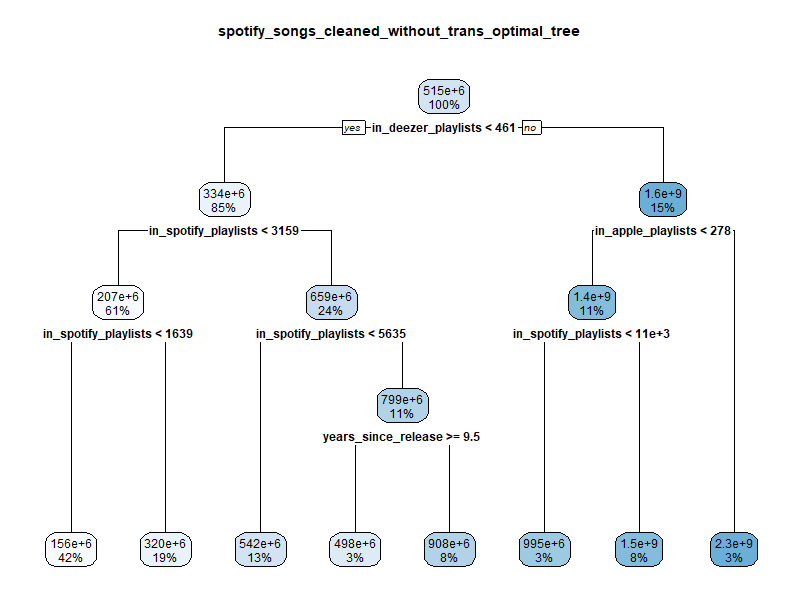 spotify_songs_cleaned_without_trans_optimal_tree
515e+6
100%
yes in_deezer_playlists < 461 no
334e+6
85%
1.6e+9
15%
in_spotify_playlists < 3159
in_apple_playlists < 278
207e+6
61%
659e+6
24%
1.4e+9
11%
in_spotify_playlists < 1639
in_spotify_playlists < 5635
in_spotify_playlists < 11e+3
799e+6
11%
years_since_release >= 9.5
156e+6
42%
320e+6
19%
542e+6
13%
498e+6
3%
908e+6
8%
995e+6
3%
1.5e+9
8%
2.3e+9
3%